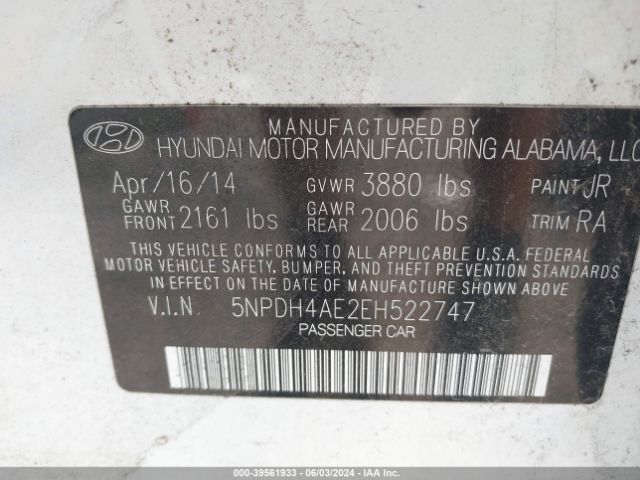 MANUFACTURED BY
HYUNDAI MOTOR MANUFACTURING ALABAMA, LLC
Apr/16/14 GVWR 3880 lbs PAINT JR
GAWR FRONT 2161 lbs GAWR REAR 2006 lbs TRIM RA
THIS VEHICLE CONFORMS TO ALL APPLICABLE U.S.A. FEDERAL
MOTOR VEHICLE SAFETY, BUMPER, AND THEFT PREVENTION STANDARDS
IN EFFECT ON THE DATE OF MANUFACTURE SHOWN ABOVE.
V.I.N. 5NPDH4AE2EH522747
PASSENGER CAR
000-39561933 - 06/03/2024 - IAA Inc.